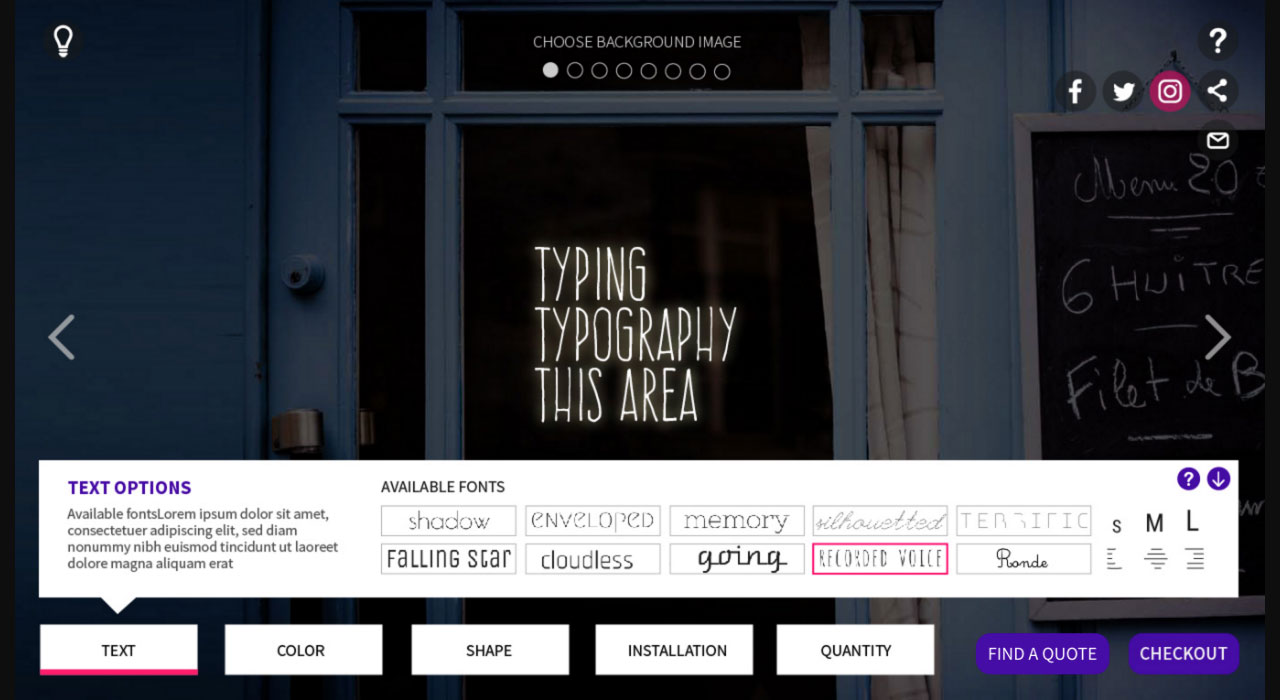 CHOOSE BACKGROUND IMAGE
?
f
Menu 20
6 HUiTRE
Filet de B
TYPING
TYPOGRAPHY
THIS AREA
TEXT OPTIONS
Available fontsLorem ipsum dolor sit amet,
consectetuer adipiscing elit, sed diam
nonummy nibh euismod tincidunt ut laoreet
dolore magna aliquam erat
AVAILABLE FONTS
?
shadow
ENVELOPED
memory
silhouetted
TERRIFIC
S M L
FALLING STAR
cloudless
going
RECORDED VOICE
Ronde
TEXT
COLOR
SHAPE
INSTALLATION
QUANTITY
FIND A QUOTE
CHECKOUT